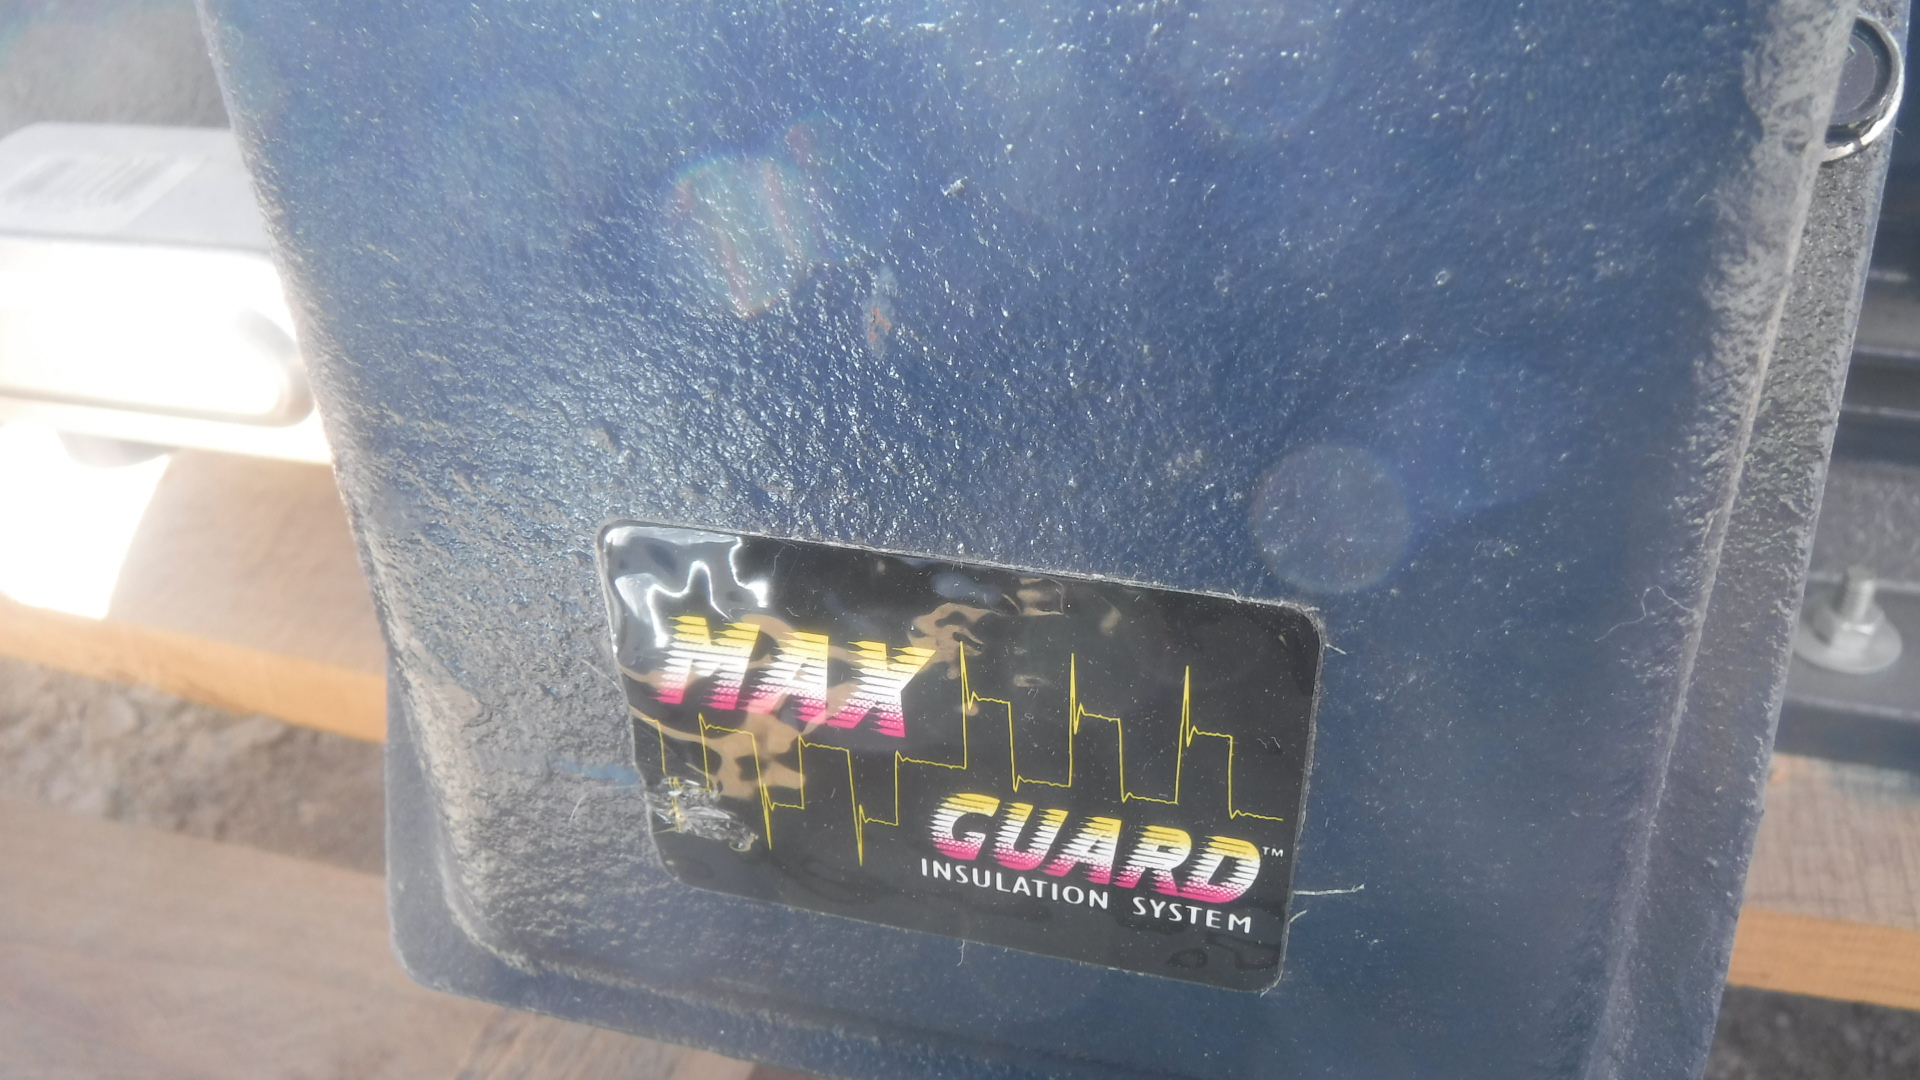 MAX
GUARD™
INSULATION SYSTEM